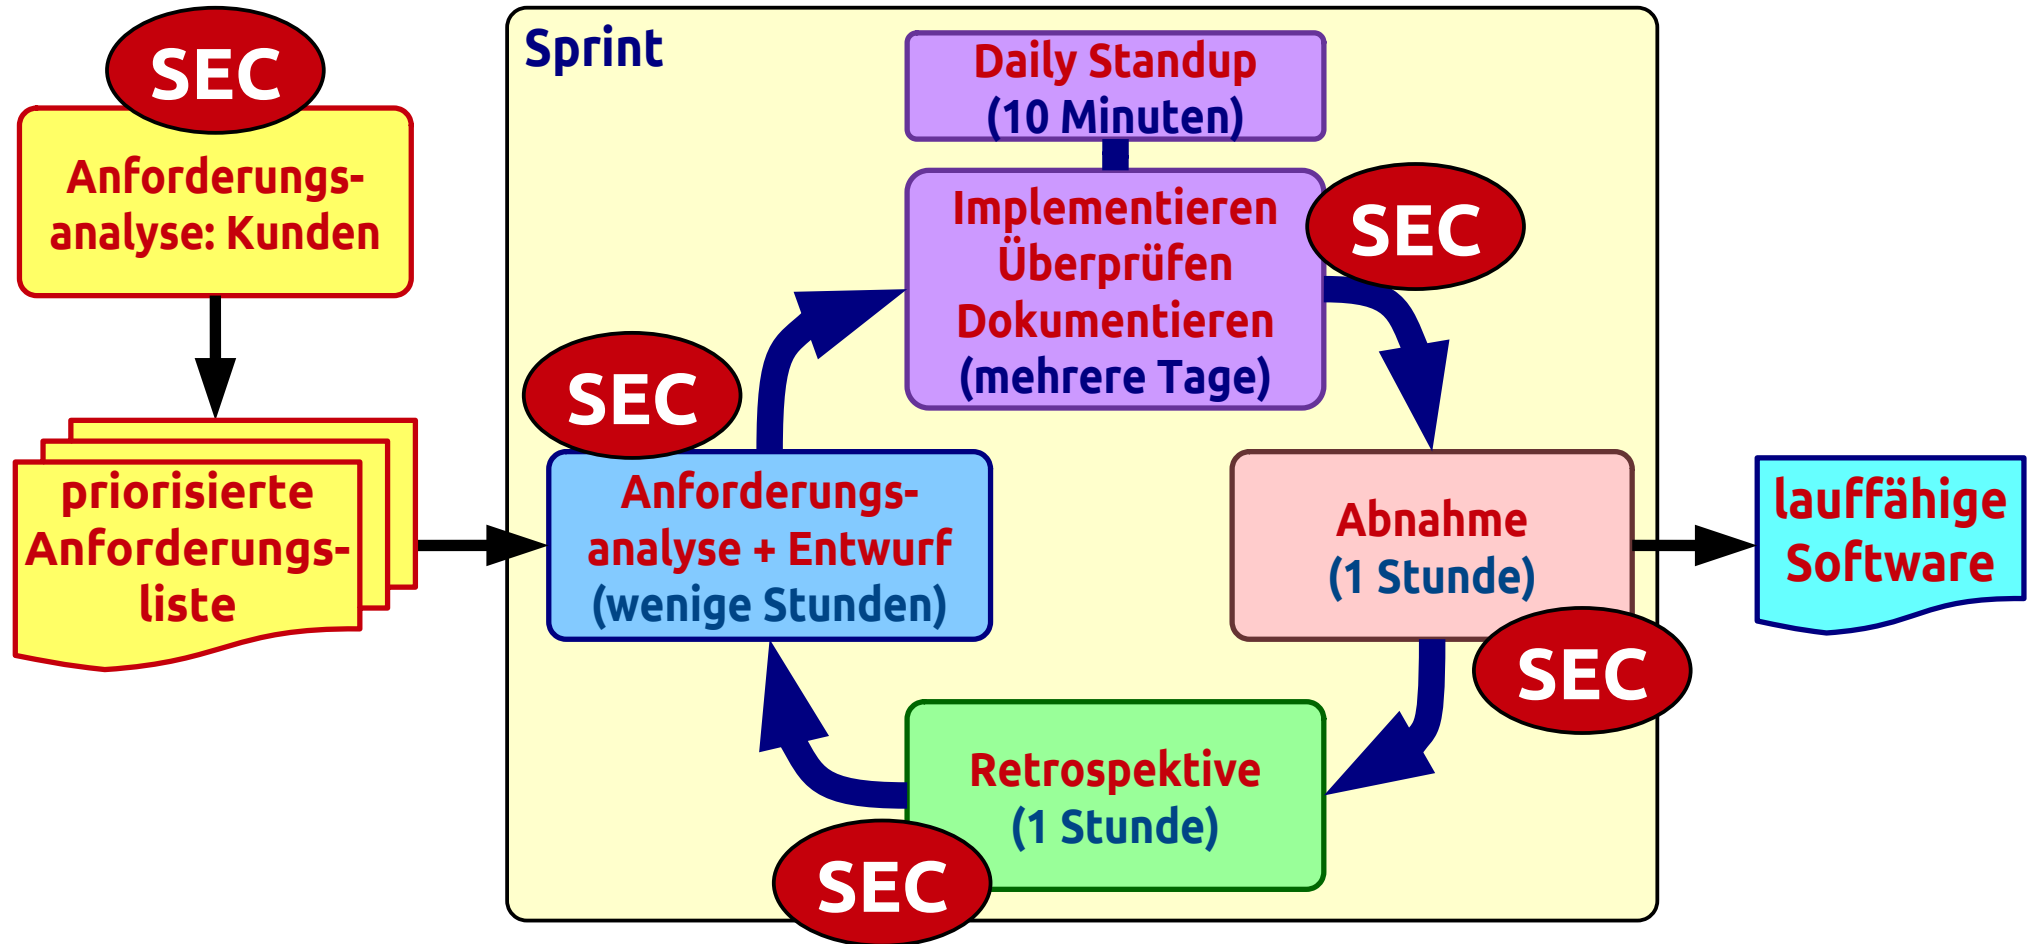 SEC
Anforderungs-
analyse: Kunden
priorisierte
Anforderungs-
liste
Sprint
Daily Standup
(10 Minuten)
Implementieren
Überprüfen
Dokumentieren
(mehrere Tage)
SEC
SEC
Anforderungs-
analyse + Entwurf
(wenige Stunden)
Abnahme
(1 Stunde)
SEC
Retrospektive
(1 Stunde)
SEC
lauffähige
Software